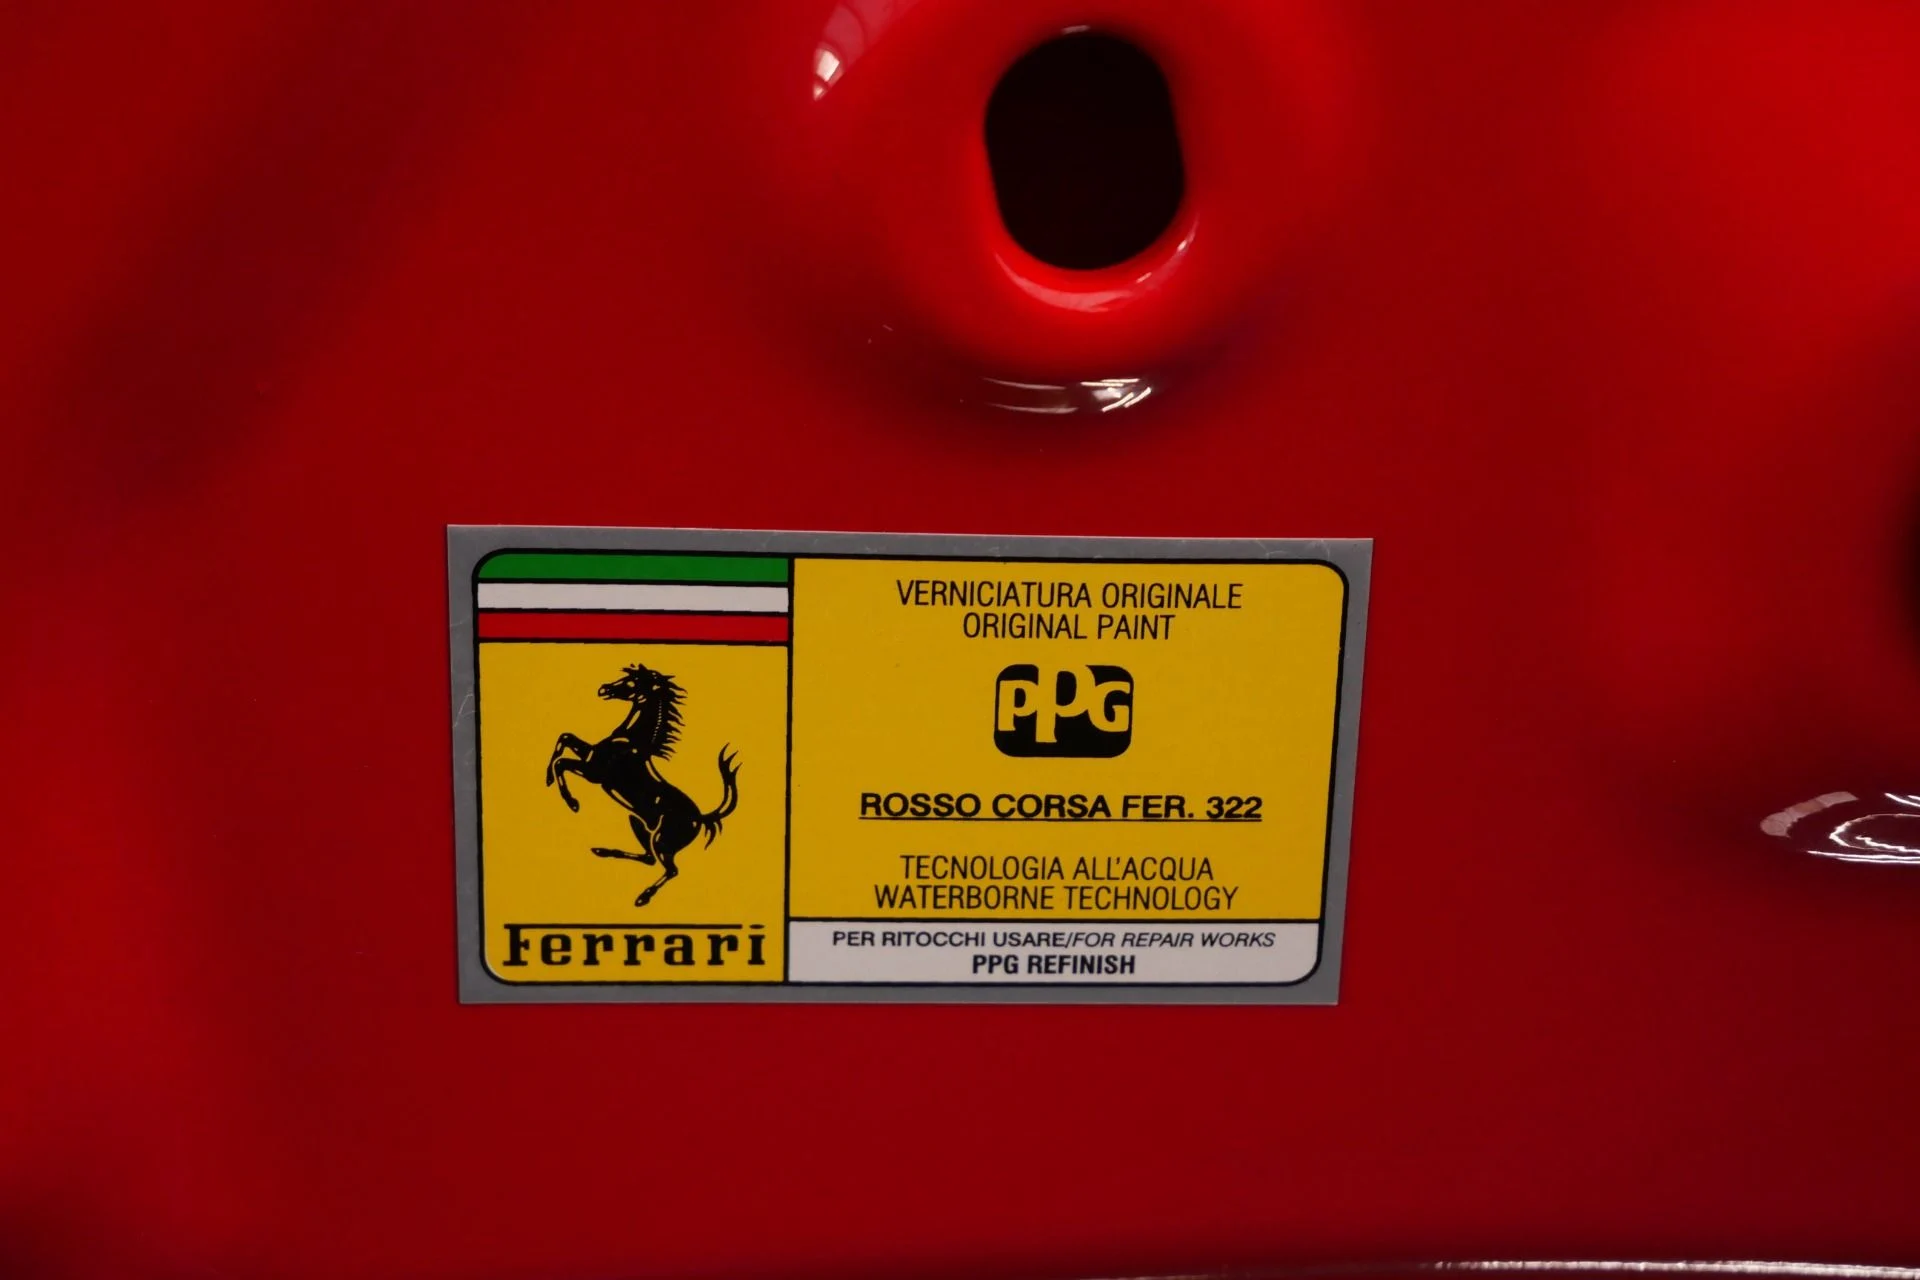 VERNICIATURA ORIGINALE
ORIGINAL PAINT
PPG
ROSSO CORSA FER. 322
TECNOLOGIA ALL'ACQUA
WATERBORNE TECHNOLOGY
Ferrari
PER RITOCCHI USARE/FOR REPAIR WORKS
PPG REFINISH